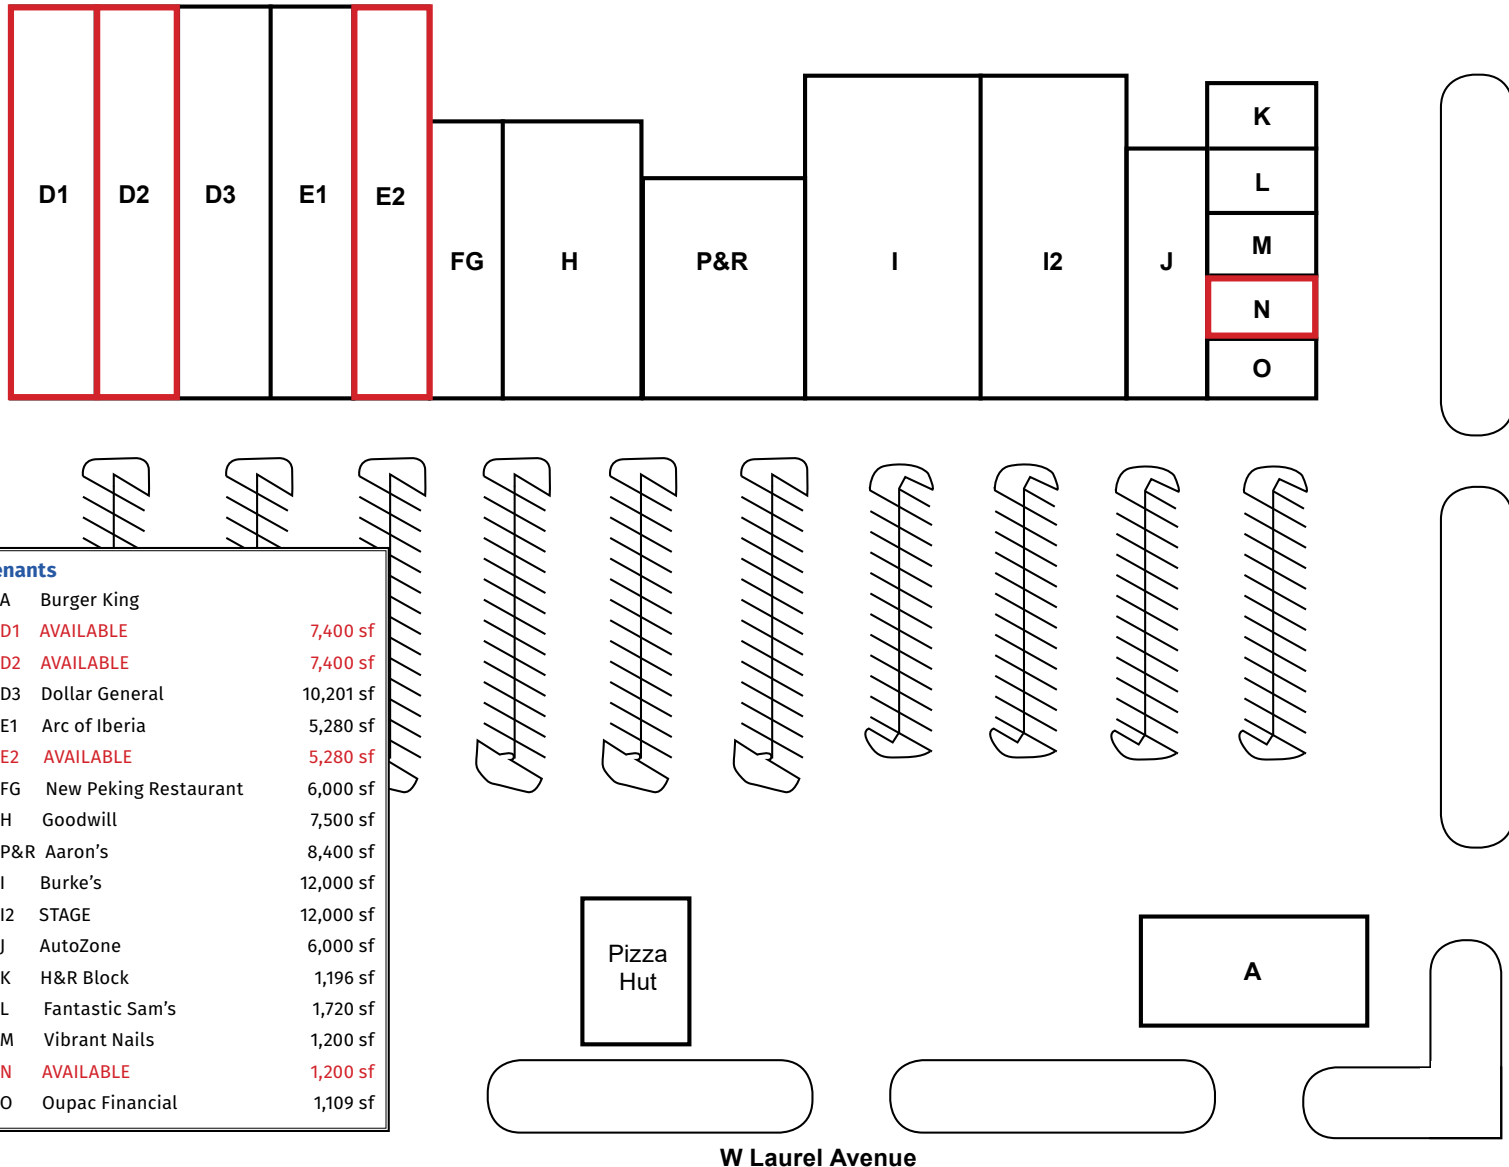 D1
D2
D3
E1
E2
FG
H
P&R
I
I2
J
K
L
M
N
O
enants
A Burger King
D1 AVAILABLE 7,400 sf
D2 AVAILABLE 7,400 sf
D3 Dollar General 10,201 sf
E1 Arc of Iberia 5,280 sf
E2 AVAILABLE 5,280 sf
FG New Peking Restaurant 6,000 sf
H Goodwill 7,500 sf
P&R Aaron’s 8,400 sf
I Burke’s 12,000 sf
I2 STAGE 12,000 sf
J AutoZone 6,000 sf
K H&R Block 1,196 sf
L Fantastic Sam’s 1,720 sf
M Vibrant Nails 1,200 sf
N AVAILABLE 1,200 sf
O Oupac Financial 1,109 sf
Pizza
Hut
A
W Laurel Avenue